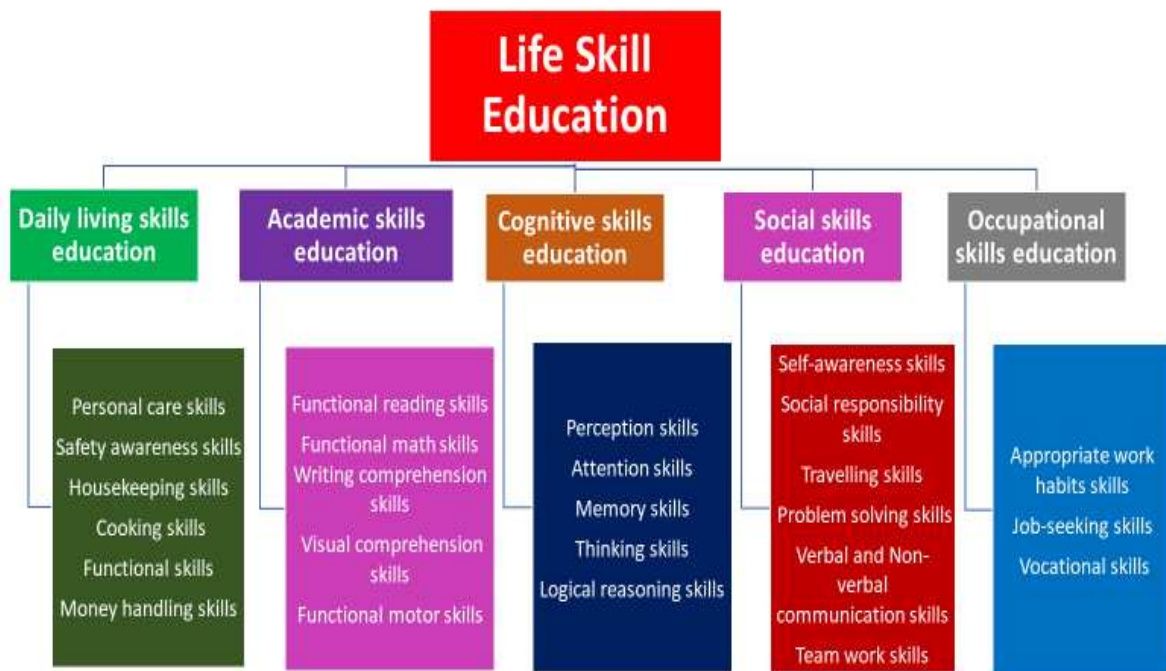 Life Skill
Education
Daily living skills
education
Academic skills
education
Cognitive skills
education
Social skills
education
Occupational
skills education
Personal care skills
Safety awareness skills
Housekeeping skills
Cooking skills
Functional skills
Money handling skills
Functional reading skills
Functional math skills
Writing comprehension
skills
Visual comprehension
skills
Functional motor skills
Perception skills
Attention skills
Memory skills
Thinking skills
Logical reasoning skills
Self-awareness skills
Social responsibility
skills
Travelling skills
Problem solving skills
Verbal and Non-
verbal
communication skills
Team work skills
Appropriate work
habits skills
Job-seeking skills
Vocational skills